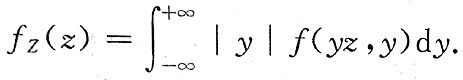 f_Z(z) = ∫_{-∞}^{+∞} | y | f(yz, y)dy.